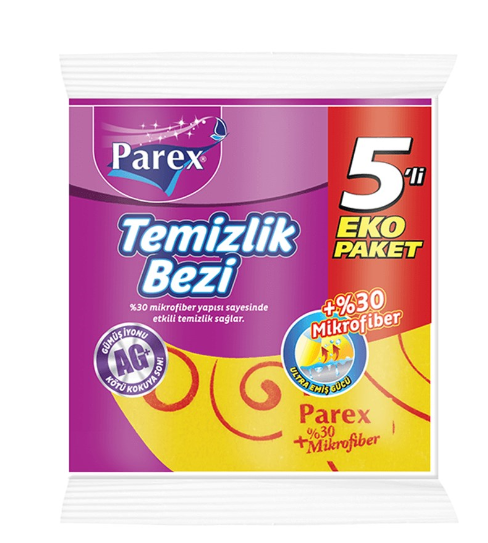 Parex®
5'li
EKO
PAKET
Temizlik
Bezi
%30 mikrofiber yapısı sayesinde
etkili temizlik sağlar.
+%30
Mikrofiber
GÜMÜŞ İYONU
AG+
KÖTÜ KOKUYA SON!
ULTRA EMİŞ GÜCÜ
Parex
%30
+Mikrofiber